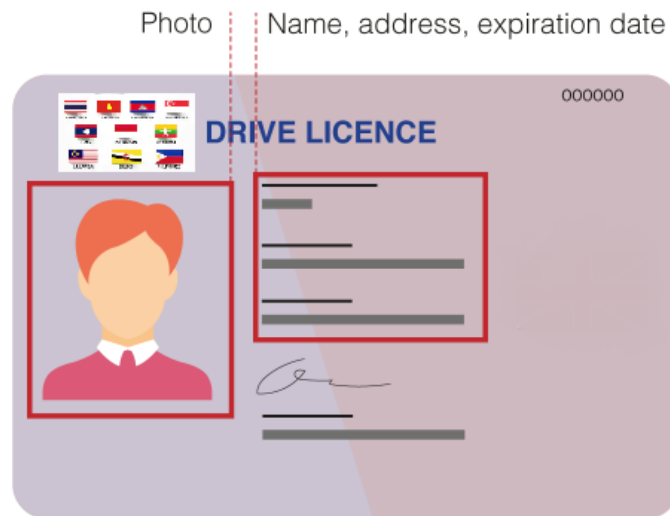 Photo
Name, address, expiration date
000000
DRIVE LICENCE